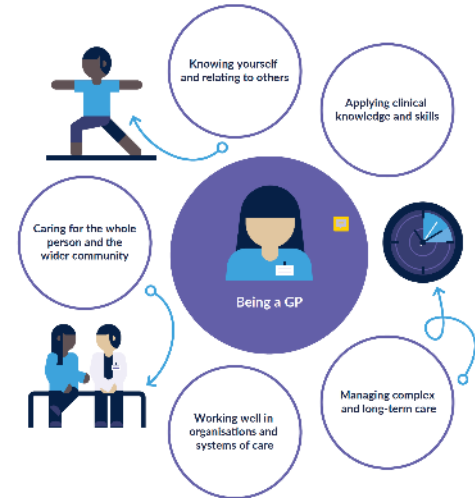 Knowing yourself
and relating to others
Applying clinical
knowledge and skills
Caring for the whole
person and the
wider community
Being a GP
Managing complex
and long-term care
Working well in
organisations and
systems of care